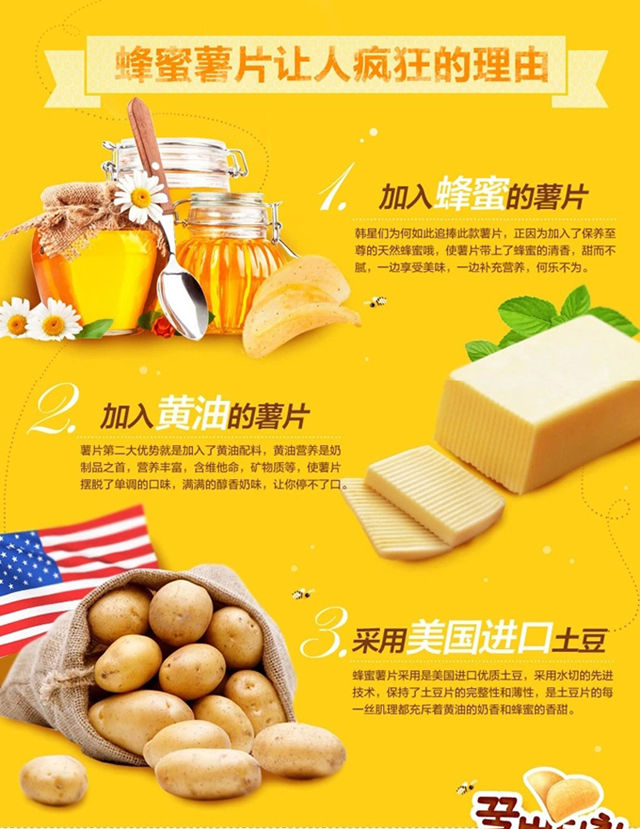 蜂蜜薯片让人疯狂的理由
1. 加入蜂蜜的薯片
韩星们为何如此追捧此款薯片，正因为加入了保养至
尊的天然蜂蜜哦，使薯片带上了蜂蜜的清香，甜而不
腻，一边享受美味，一边补充营养，何乐不为。
2. 加入黄油的薯片
薯片第二大优势就是加入了黄油配料，黄油营养是奶
制品之首，营养丰富，含维他命，矿物质等，使薯片
摆脱了单调的口味，满满的醇香奶味，让你停不了口。
3. 采用美国进口土豆
蜂蜜薯片采用是美国进口优质土豆，采用水切的先进
技术，保持了土豆片的完整性和薄性，是土豆片的每
一丝肌理都充斥着黄油的奶香和蜂蜜的香甜。